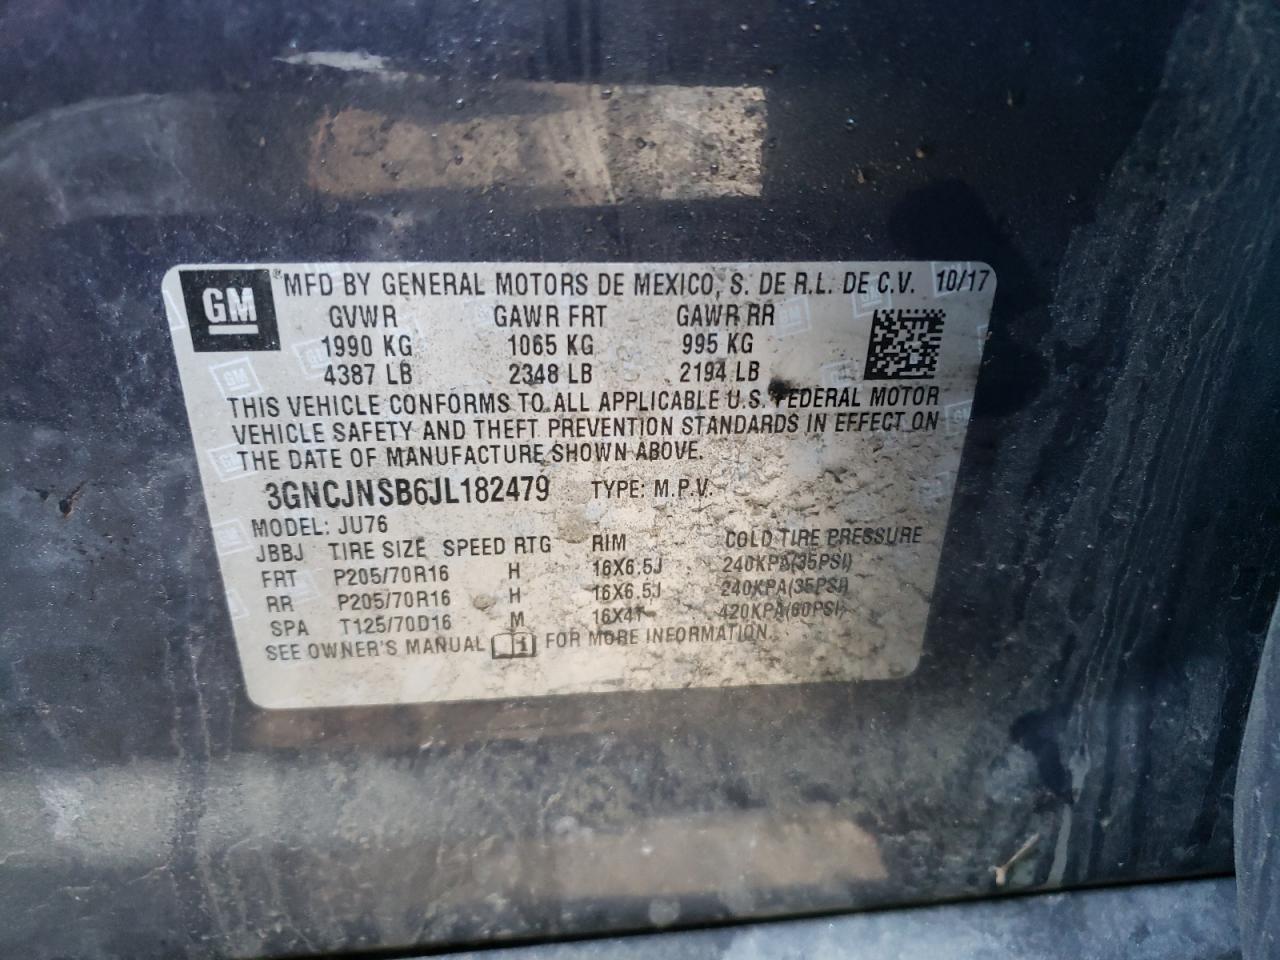 GM ® MFD BY GENERAL MOTORS DE MEXICO, S. DE R.L. DE C.V. 10/17
GVWR GAWR FRT GAWR RR
1990 KG 1065 KG 995 KG
4387 LB 2348 LB 2194 LB
THIS VEHICLE CONFORMS TO ALL APPLICABLE U.S. FEDERAL MOTOR
VEHICLE SAFETY AND THEFT PREVENTION STANDARDS IN EFFECT ON
THE DATE OF MANUFACTURE SHOWN ABOVE.
3GNCJNSB6JL182479 TYPE: M.P.V.
MODEL: JU76
JBBJ TIRE SIZE SPEED RTG RIM COLD TIRE PRESSURE
FRT P205/70R16 H 16X6.5J 240KPA(35PSI)
RR P205/70R16 H 16X6.5J 240KPA(35PSI)
SPA T125/70D16 M 16X4T 420KPA(60PSI)
SEE OWNER'S MANUAL FOR MORE INFORMATION.